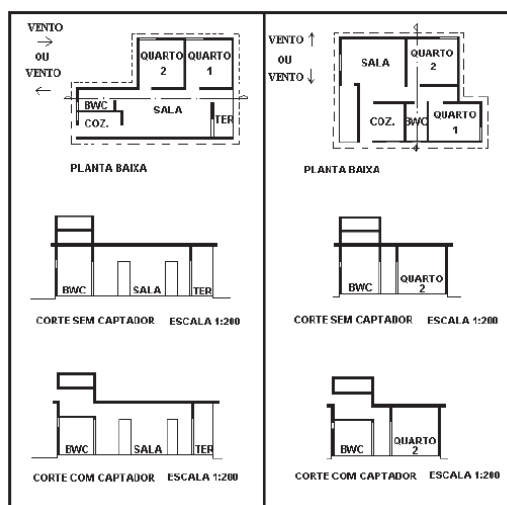 VENTO
OU
VENTO
QUARTO 2
QUARTO 1
BWC
COZ.
SALA
TER
PLANTA BAIXA
BWC
SALA
TER
CORTE SEM CAPTADOR ESCALA 1:200
BWC
SALA
TER
CORTE COM CAPTADOR ESCALA 1:200
VENTO
OU
VENTO
SALA
QUARTO 2
COZ.
BWC
QUARTO 1
PLANTA BAIXA
BWC
QUARTO 2
CORTE SEM CAPTADOR ESCALA 1:200
BWC
QUARTO 2
CORTE COM CAPTADOR ESCALA 1:200